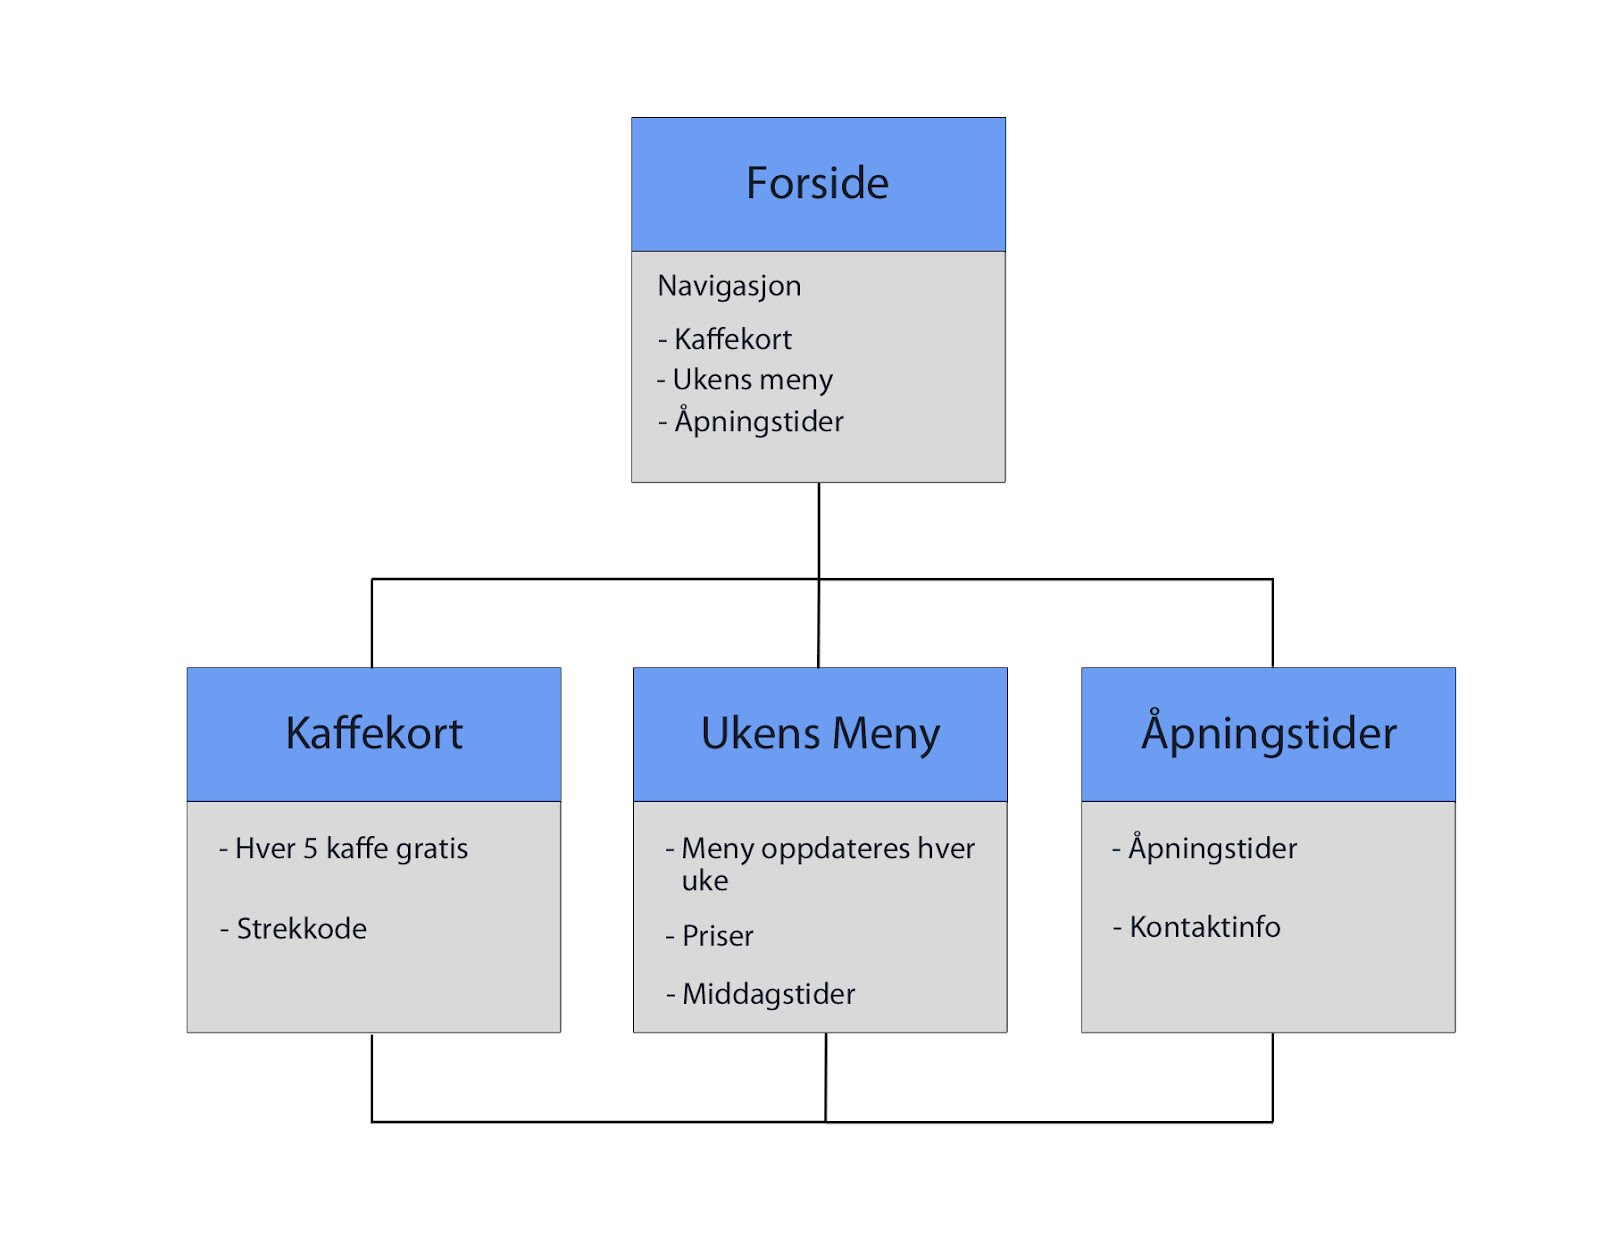 Forside
Navigasjon
- Kaffekort
- Ukens meny
- Åpningstider
Kaffekort
- Hver 5 kaffe gratis
- Strekkode
Ukens Meny
- Meny oppdateres hver
uke
- Priser
- Middagstider
Åpningstider
- Åpningstider
- Kontaktinfo